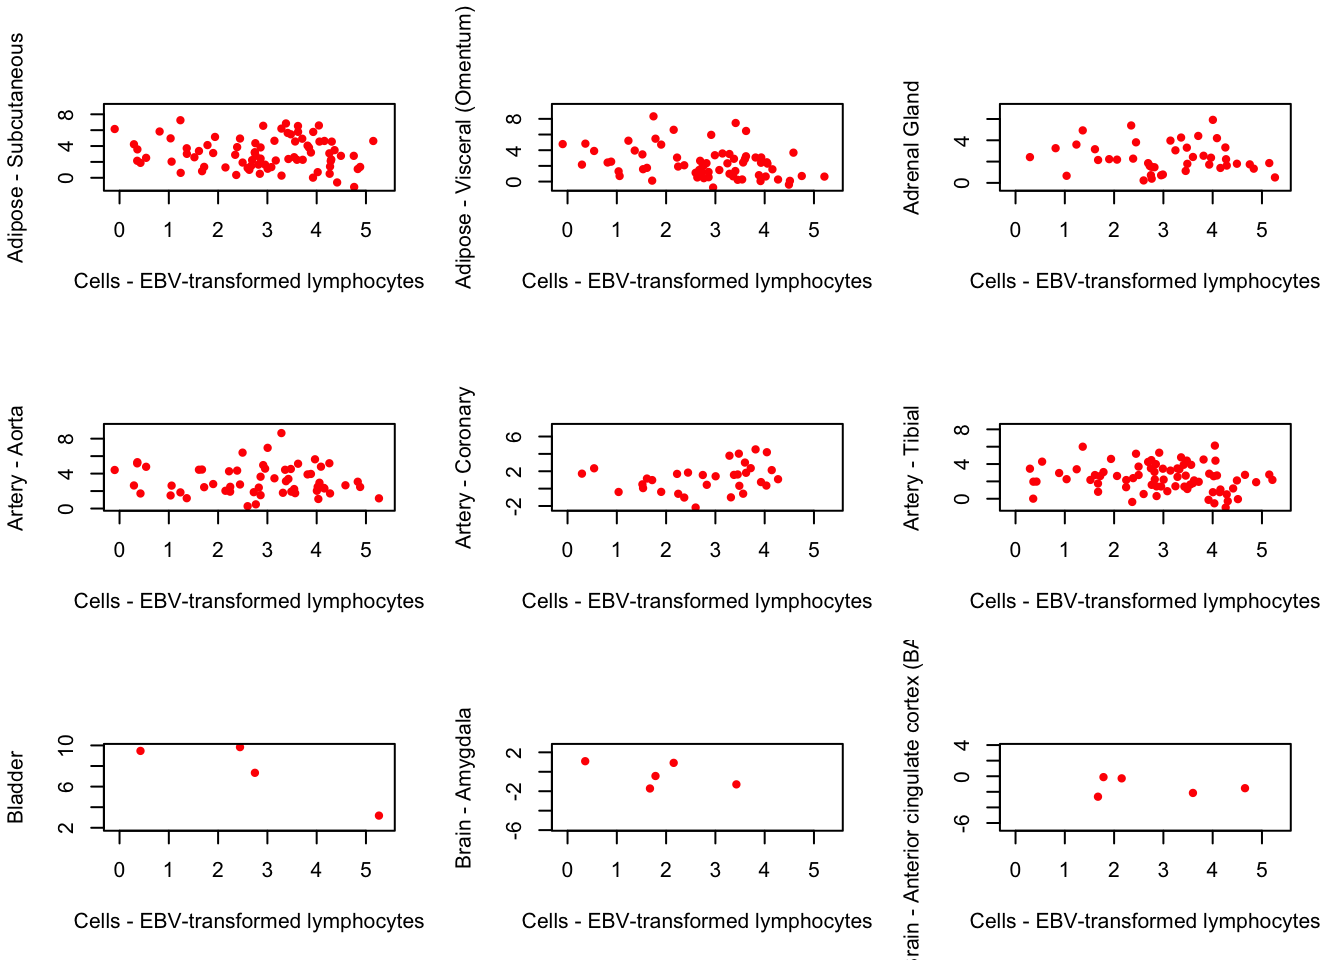 Adipose - Subcutaneous
8
4
0
0 1 2 3 4 5
Cells - EBV-transformed lymphocytes
Adipose - Visceral (Omentum)
8
4
0
0 1 2 3 4 5
Cells - EBV-transformed lymphocytes
Adrenal Gland
4
0
0 1 2 3 4 5
Cells - EBV-transformed lymphocytes
Artery - Aorta
8
4
0
0 1 2 3 4 5
Cells - EBV-transformed lymphocytes
Artery - Coronary
6
2
-2
0 1 2 3 4 5
Cells - EBV-transformed lymphocytes
Artery - Tibial
8
4
0
0 1 2 3 4 5
Cells - EBV-transformed lymphocytes
Bladder
10
6
2
0 1 2 3 4 5
Cells - EBV-transformed lymphocytes
Brain - Amygdala
2
-2
-6
0 1 2 3 4 5
Cells - EBV-transformed lymphocytes
rain - Anterior cingulate cortex (BA
4
0
-6
0 1 2 3 4 5
Cells - EBV-transformed lymphocytes